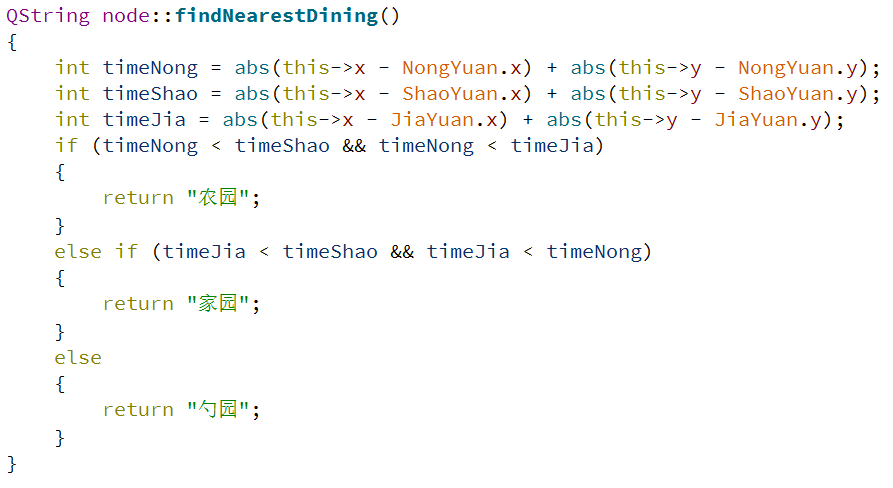 QString node::findNearestDining()
{
    int timeNong = abs(this->x - NongYuan.x) + abs(this->y - NongYuan.y);
    int timeShao = abs(this->x - ShaoYuan.x) + abs(this->y - ShaoYuan.y);
    int timeJia = abs(this->x - JiaYuan.x) + abs(this->y - JiaYuan.y);
    if (timeNong < timeShao && timeNong < timeJia)
    {
        return "农园";
    }
    else if (timeJia < timeShao && timeJia < timeNong)
    {
        return "家园";
    }
    else
    {
        return "勺园";
    }
}